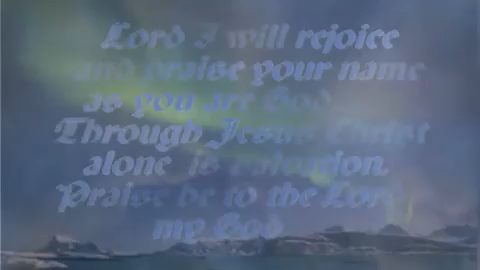 Lord I will rejoice
and praise your name
as you are God
Through Jesus Christ
alone is salvation.
Praise be to the Lord
my God